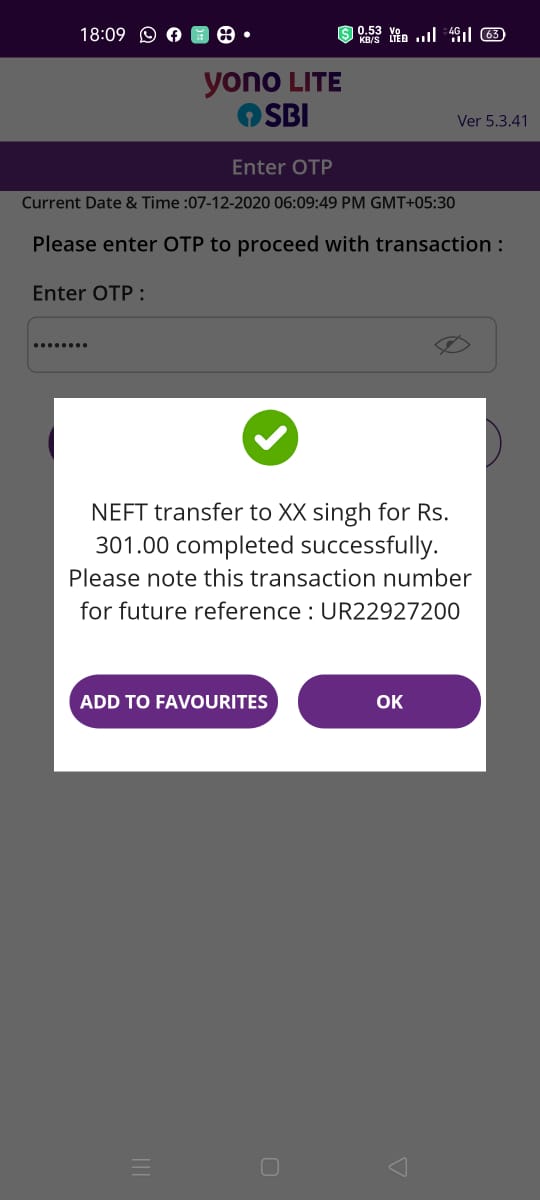 18:09 0.53 KB/S Vo LTE 4G 63
yono LITE
SBI
Ver 5.3.41
Enter OTP
Current Date & Time :07-12-2020 06:09:49 PM GMT+05:30
Please enter OTP to proceed with transaction :
Enter OTP :
••••••••
NEFT transfer to XX singh for Rs.
301.00 completed successfully.
Please note this transaction number
for future reference : UR22927200
ADD TO FAVOURITES OK